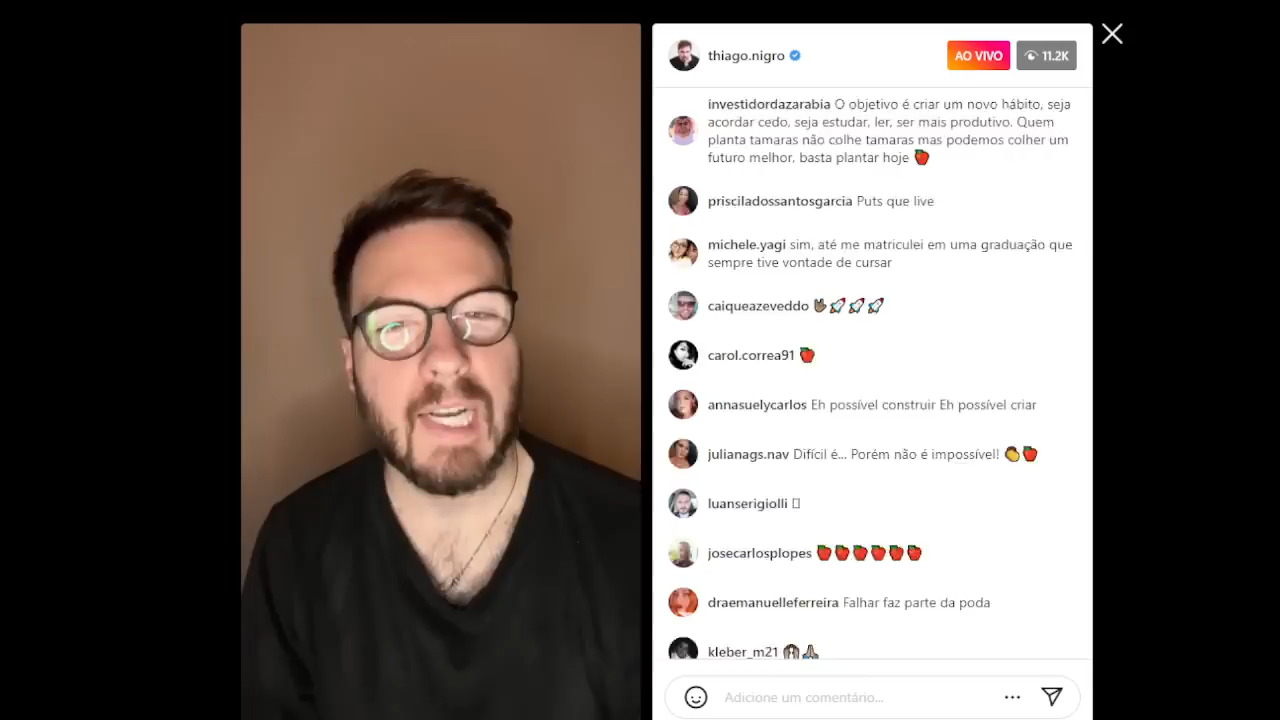 thiago.nigro
AO VIVO
11.2K
investidordazarabia O objetivo é criar um novo hábito, seja
acordar cedo, seja estudar, ler, ser mais produtivo. Quem
planta tamaras não colhe tamaras mas podemos colher um
futuro melhor, basta plantar hoje 🍎
prisciladossantosgarcia Puts que live
michele.yagi sim, até me matriculei em uma graduação que
sempre tive vontade de cursar
caiqueazeveddo 🤟🏾🚀🚀🚀
carol.correa91 🍎
annasuelycarlos Eh possível construir Eh possível criar
julianags.nav Difícil é... Porém não é impossível! 👏🍎
luanserigiolli
josecarlosplopes 🍎🍎🍎🍎🍎🍎
draemanuelleferreira Falhar faz parte da poda
kleber_m21
Adicione um comentário...